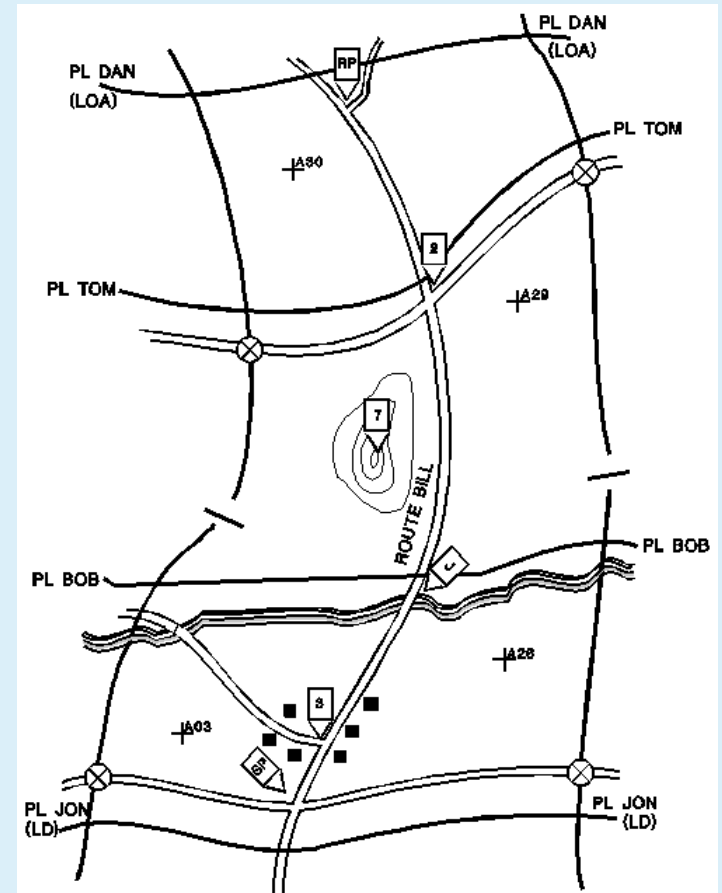 PL DAN
(LOA)
PL DAN
(LOA)
RP
PL TOM
A30
2
A29
PL TOM
7
ROUTE BILL
PL BOB
PL BOB
A26
3
A03
SP
PL JON
(LD)
PL JON
(LD)